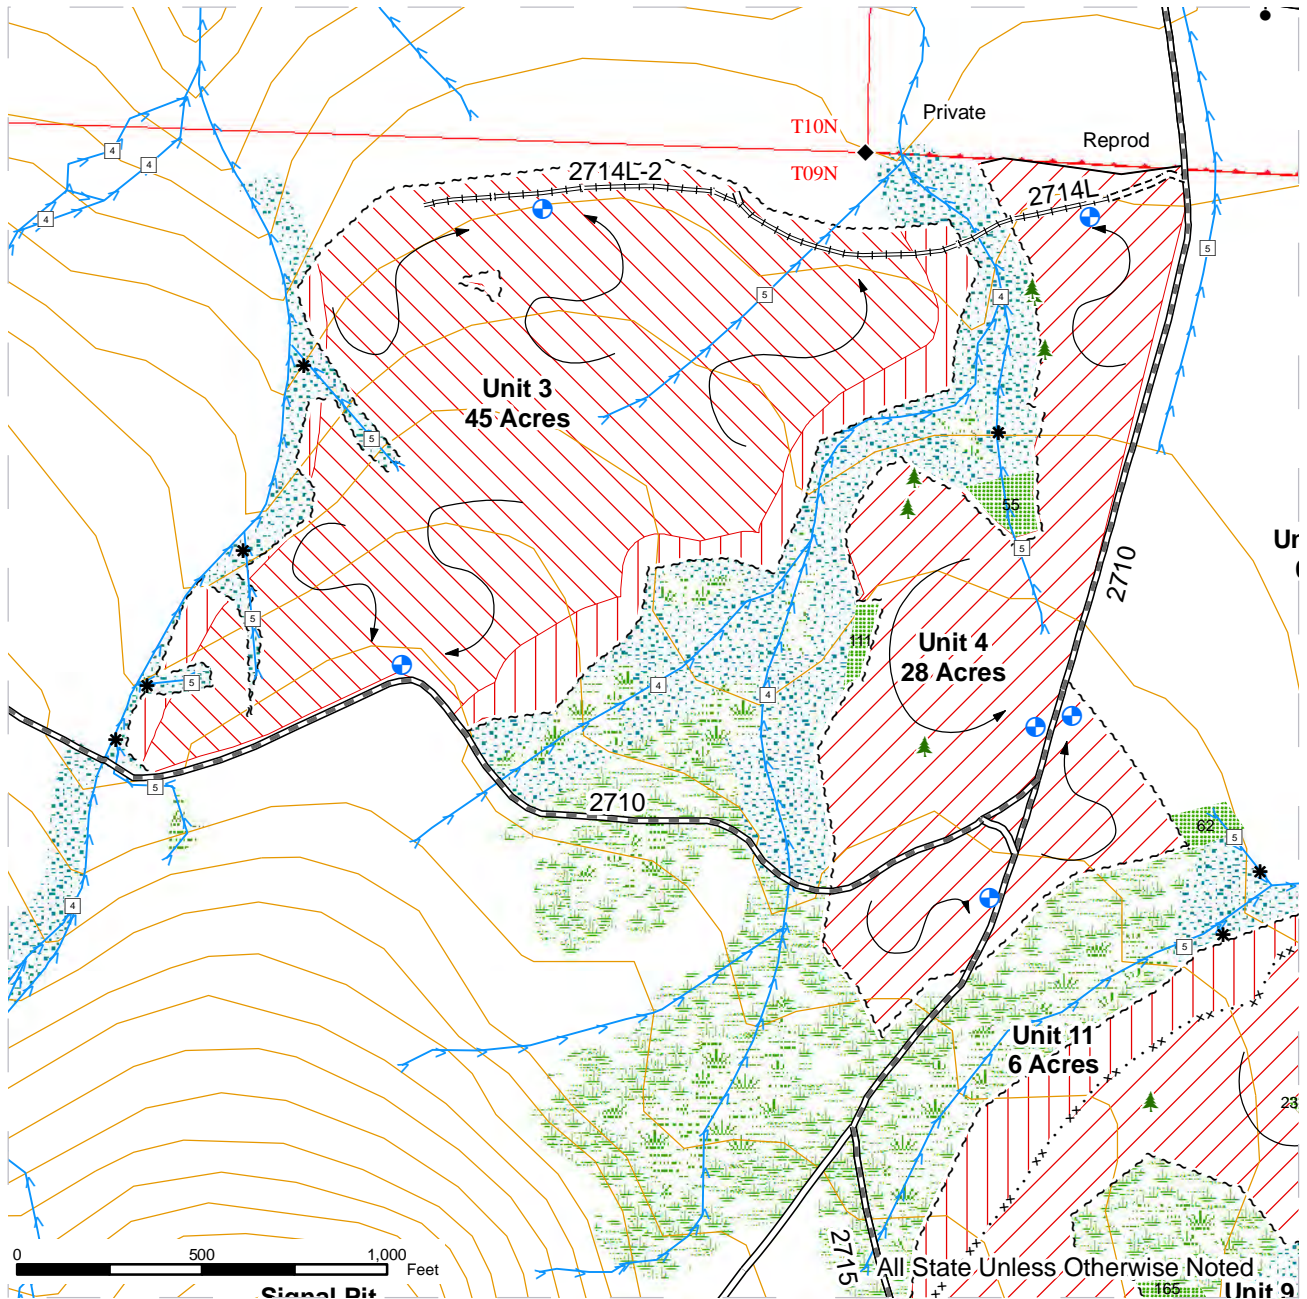 Private
T10N
Reprod
T09N
2714L-2
2714L
4
4
4
5
5
4
Unit 3
45 Acres
5
55
5
2710
111
Unit 4
28 Acres
5
5
4
4
5
2710
62
5
4
5
Unit 11
6 Acres
23
0 500 1,000
Feet
2715
All State Unless Otherwise Noted
165
Unit 9
Signal Pit